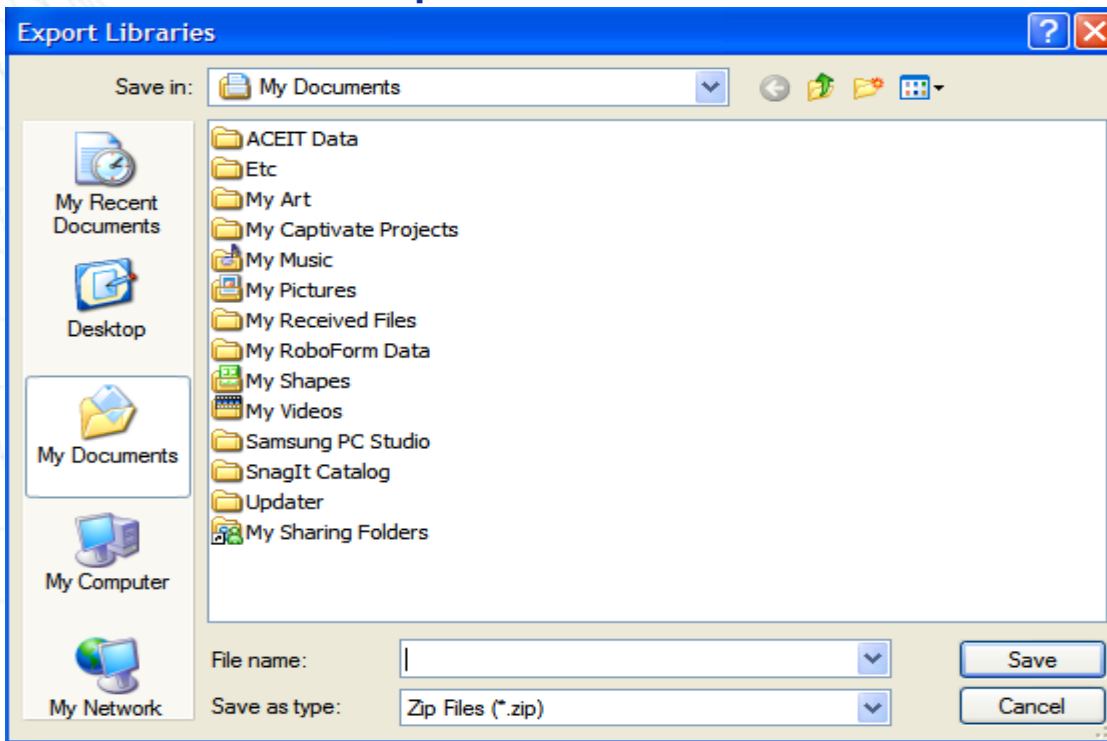 Export Libraries
Save in:
My Documents
My Recent
Documents
Desktop
My Documents
My Computer
My Network
ACEIT Data
Etc
My Art
My Captivate Projects
My Music
My Pictures
My Received Files
My RoboForm Data
My Shapes
My Videos
Samsung PC Studio
SnagIt Catalog
Updater
My Sharing Folders
File name:
Save
Save as type:
Zip Files (*.zip)
Cancel